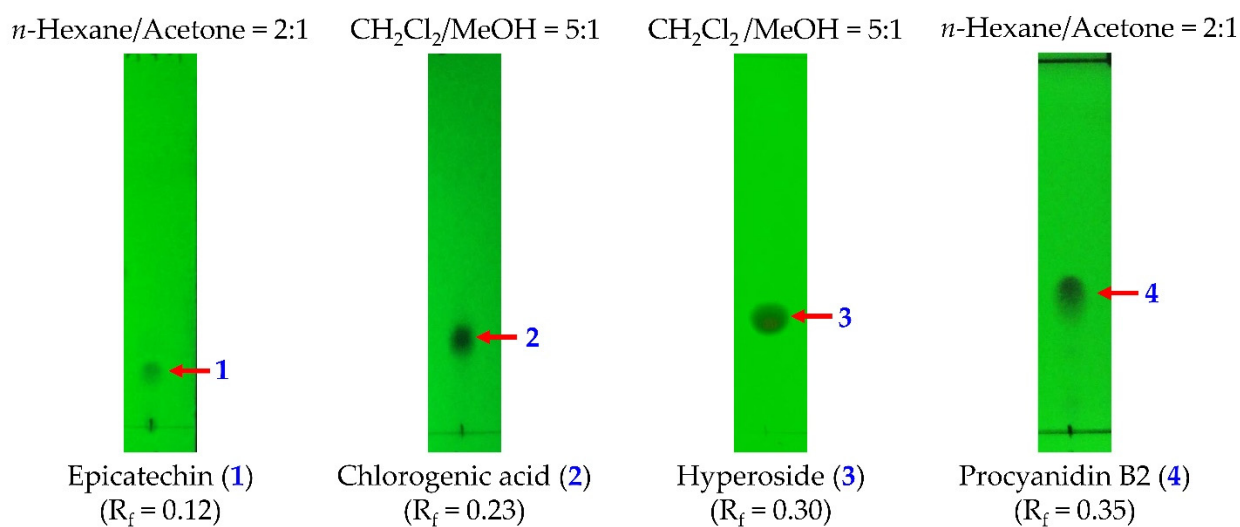 n-Hexane/Acetone = 2:1
CH₂Cl₂/MeOH = 5:1
CH₂Cl₂ /MeOH = 5:1
n-Hexane/Acetone = 2:1
1
2
3
4
Epicatechin (1)
(Rf = 0.12)
Chlorogenic acid (2)
(Rf = 0.23)
Hyperoside (3)
(Rf = 0.30)
Procyanidin B2 (4)
(Rf = 0.35)